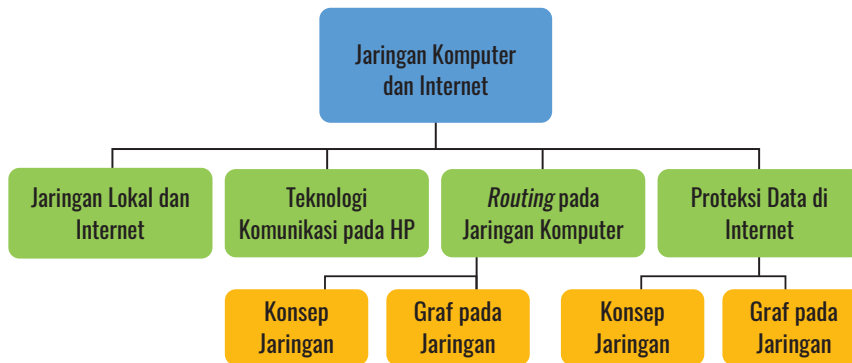 Jaringan Komputer
dan Internet
Jaringan Lokal dan
Internet
Teknologi
Komunikasi pada HP
Routing pada
Jaringan Komputer
Proteksi Data di
Internet
Konsep
Jaringan
Graf pada
Jaringan
Konsep
Jaringan
Graf pada
Jaringan